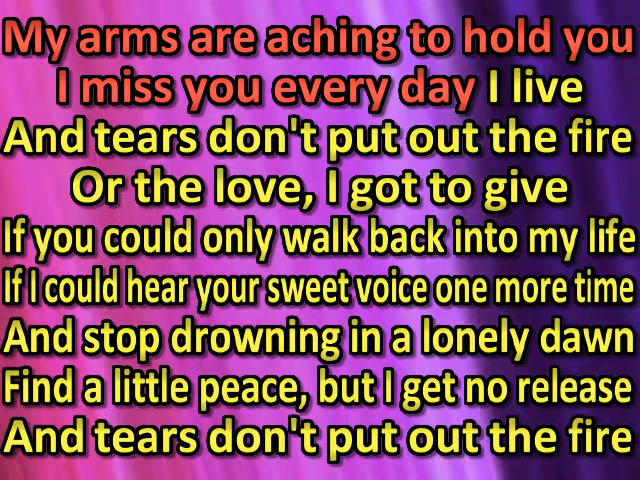 My arms are aching to hold you
I miss you every day I live
And tears don't put out the fire
Or the love, I got to give
If you could only walk back into my life
If I could hear your sweet voice one more time
And stop drowning in a lonely dawn
Find a little peace, but I get no release
And tears don't put out the fire